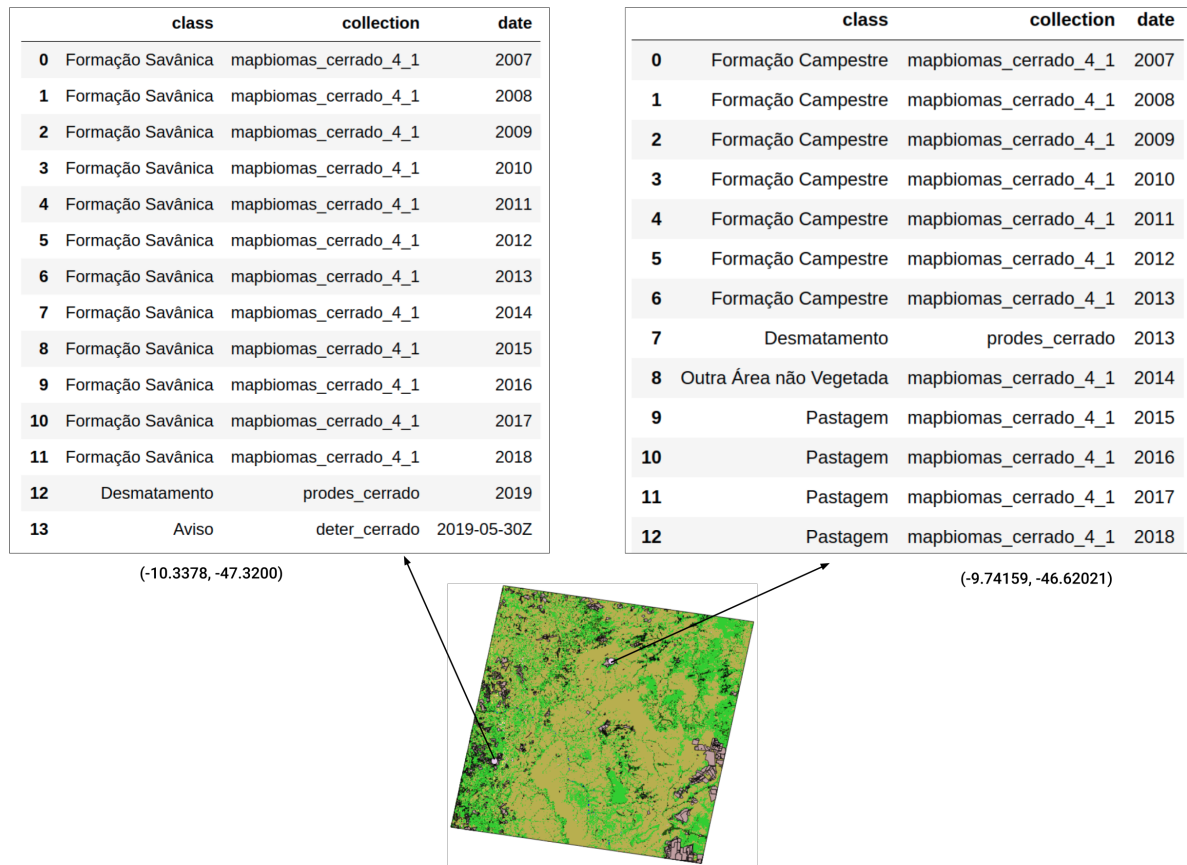 class collection date
0 Formação Savânica mapbiomas_cerrado_4_1 2007
1 Formação Savânica mapbiomas_cerrado_4_1 2008
2 Formação Savânica mapbiomas_cerrado_4_1 2009
3 Formação Savânica mapbiomas_cerrado_4_1 2010
4 Formação Savânica mapbiomas_cerrado_4_1 2011
5 Formação Savânica mapbiomas_cerrado_4_1 2012
6 Formação Savânica mapbiomas_cerrado_4_1 2013
7 Formação Savânica mapbiomas_cerrado_4_1 2014
8 Formação Savânica mapbiomas_cerrado_4_1 2015
9 Formação Savânica mapbiomas_cerrado_4_1 2016
10 Formação Savânica mapbiomas_cerrado_4_1 2017
11 Formação Savânica mapbiomas_cerrado_4_1 2018
12 Desmatamento prodes_cerrado 2019
13 Aviso deter_cerrado 2019-05-30Z
(-10.3378, -47.3200)
class collection date
0 Formação Campestre mapbiomas_cerrado_4_1 2007
1 Formação Campestre mapbiomas_cerrado_4_1 2008
2 Formação Campestre mapbiomas_cerrado_4_1 2009
3 Formação Campestre mapbiomas_cerrado_4_1 2010
4 Formação Campestre mapbiomas_cerrado_4_1 2011
5 Formação Campestre mapbiomas_cerrado_4_1 2012
6 Formação Campestre mapbiomas_cerrado_4_1 2013
7 Desmatamento prodes_cerrado 2013
8 Outra Área não Vegetada mapbiomas_cerrado_4_1 2014
9 Pastagem mapbiomas_cerrado_4_1 2015
10 Pastagem mapbiomas_cerrado_4_1 2016
11 Pastagem mapbiomas_cerrado_4_1 2017
12 Pastagem mapbiomas_cerrado_4_1 2018
(-9.74159, -46.62021)